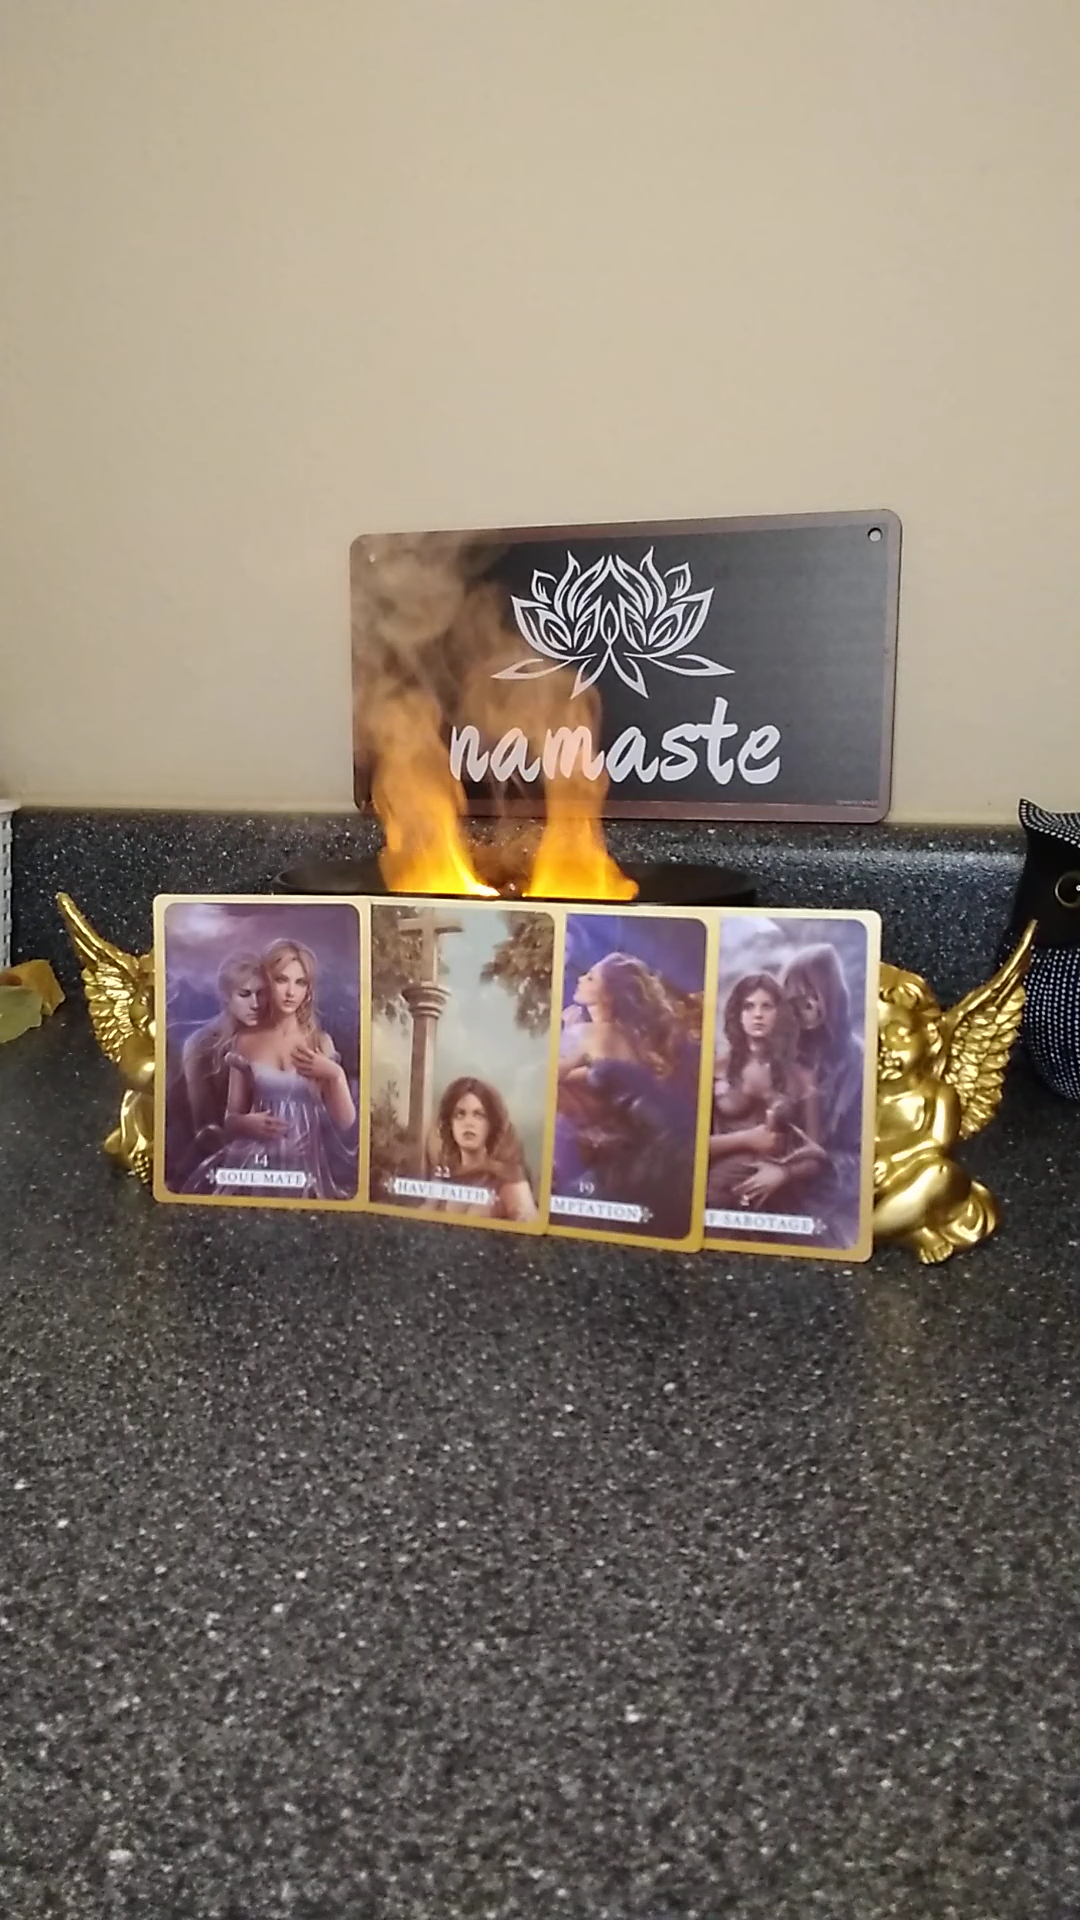 namaste
14
SOUL MATE
22
HAVE FAITH
19
MPTATION
F SABOTAGE